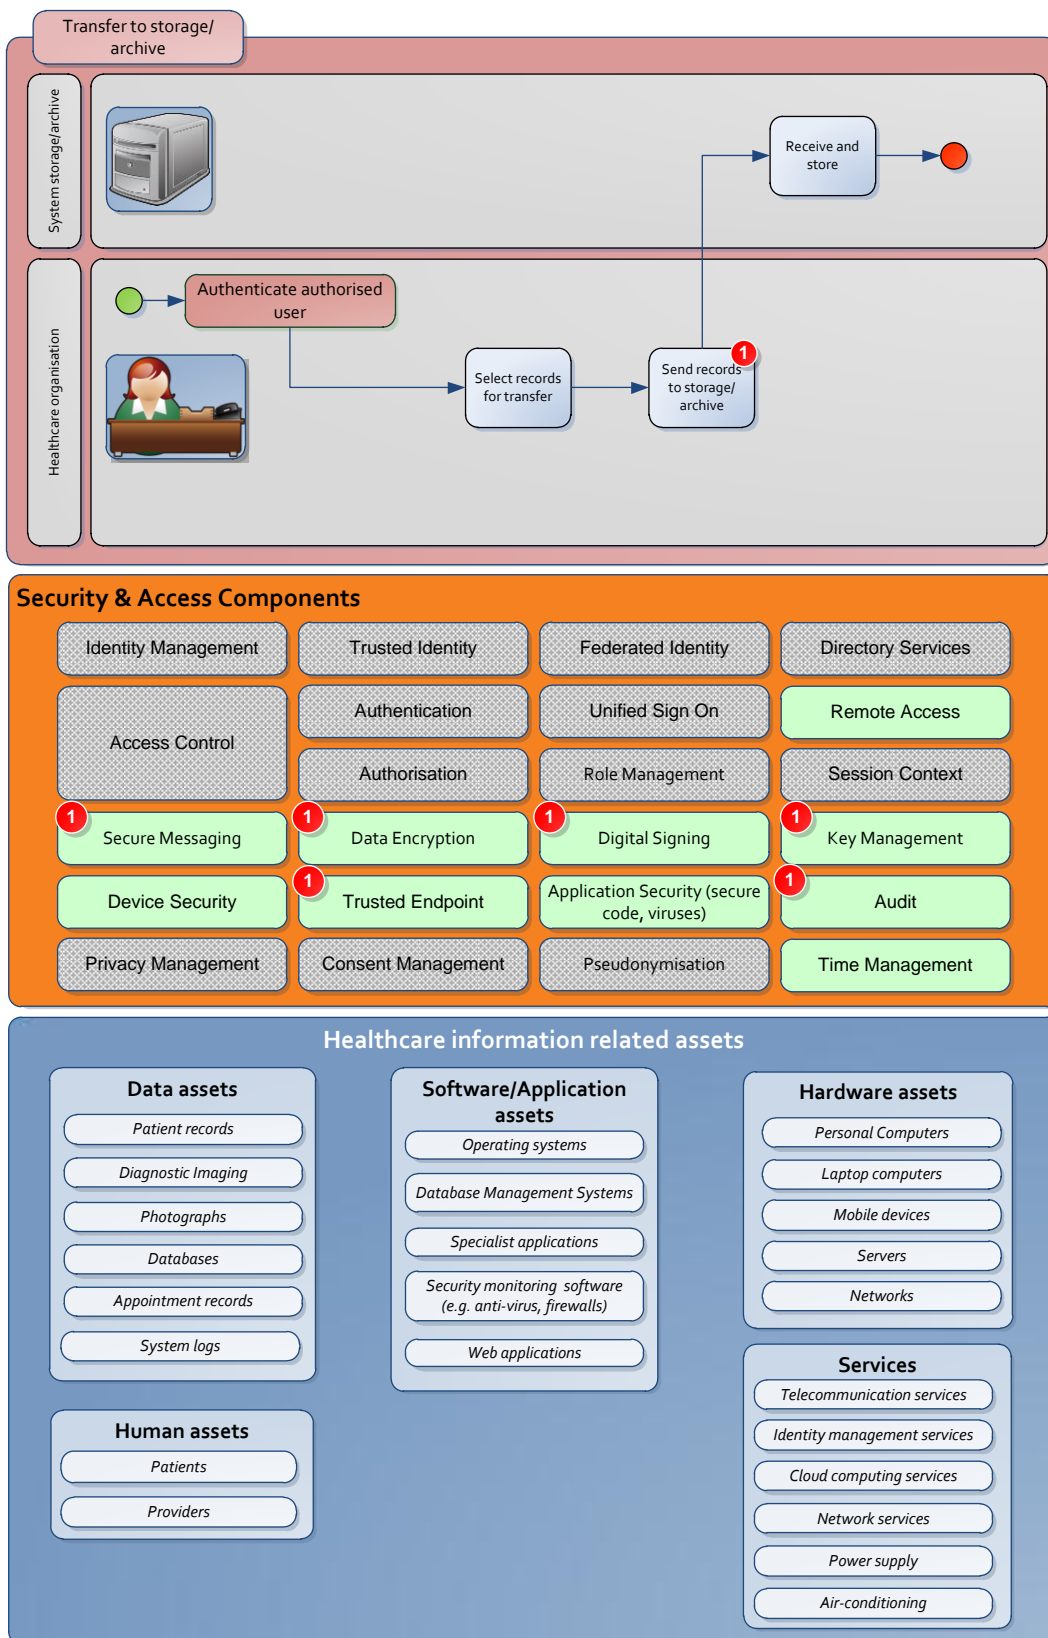 Transfer to storage/
archive
System storage/archive
Receive and
store
Healthcare organisation
Authenticate authorised
user
Select records
for transfer
1
Send records
to storage/
archive
Security & Access Components
Identity Management
Trusted Identity
Federated Identity
Directory Services
Access Control
Authentication
Unified Sign On
Remote Access
Authorisation
Role Management
Session Context
1
Secure Messaging
1
Data Encryption
1
Digital Signing
1
Key Management
Device Security
1
Trusted Endpoint
Application Security (secure
code, viruses)
1
Audit
Privacy Management
Consent Management
Pseudonymisation
Time Management
Healthcare information related assets
Data assets
Patient records
Diagnostic Imaging
Photographs
Databases
Appointment records
System logs
Human assets
Patients
Providers
Software/Application
assets
Operating systems
Database Management Systems
Specialist applications
Security monitoring software
(e.g. anti-virus, firewalls)
Web applications
Hardware assets
Personal Computers
Laptop computers
Mobile devices
Servers
Networks
Services
Telecommunication services
Identity management services
Cloud computing services
Network services
Power supply
Air-conditioning